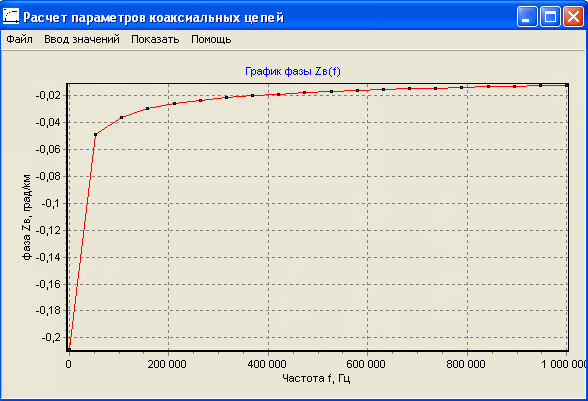 Расчет параметров коаксиальных цепей
Файл Ввод значений Показать Помощь
График фазы Zв(f)
фаза Zв, град/км
-0,02
-0,04
-0,06
-0,08
-0,1
-0,12
-0,14
-0,16
-0,18
-0,2
0 200 000 400 000 600 000 800 000 1 000 000
Частота f, Гц